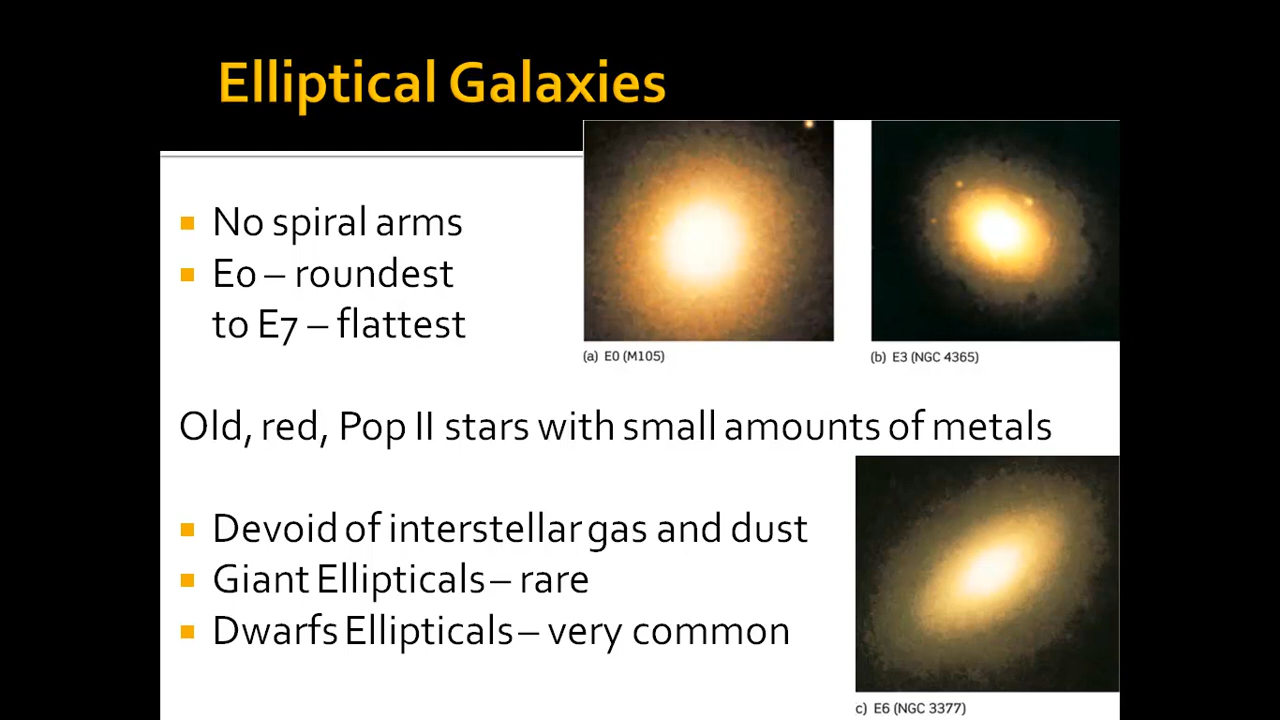 Elliptical Galaxies
No spiral arms
E0 – roundest
to E7 – flattest
(a) E0 (M105)
(b) E3 (NGC 4365)
Old, red, Pop II stars with small amounts of metals
Devoid of interstellar gas and dust
Giant Ellipticals – rare
Dwarfs Ellipticals – very common
c) E6 (NGC 3377)